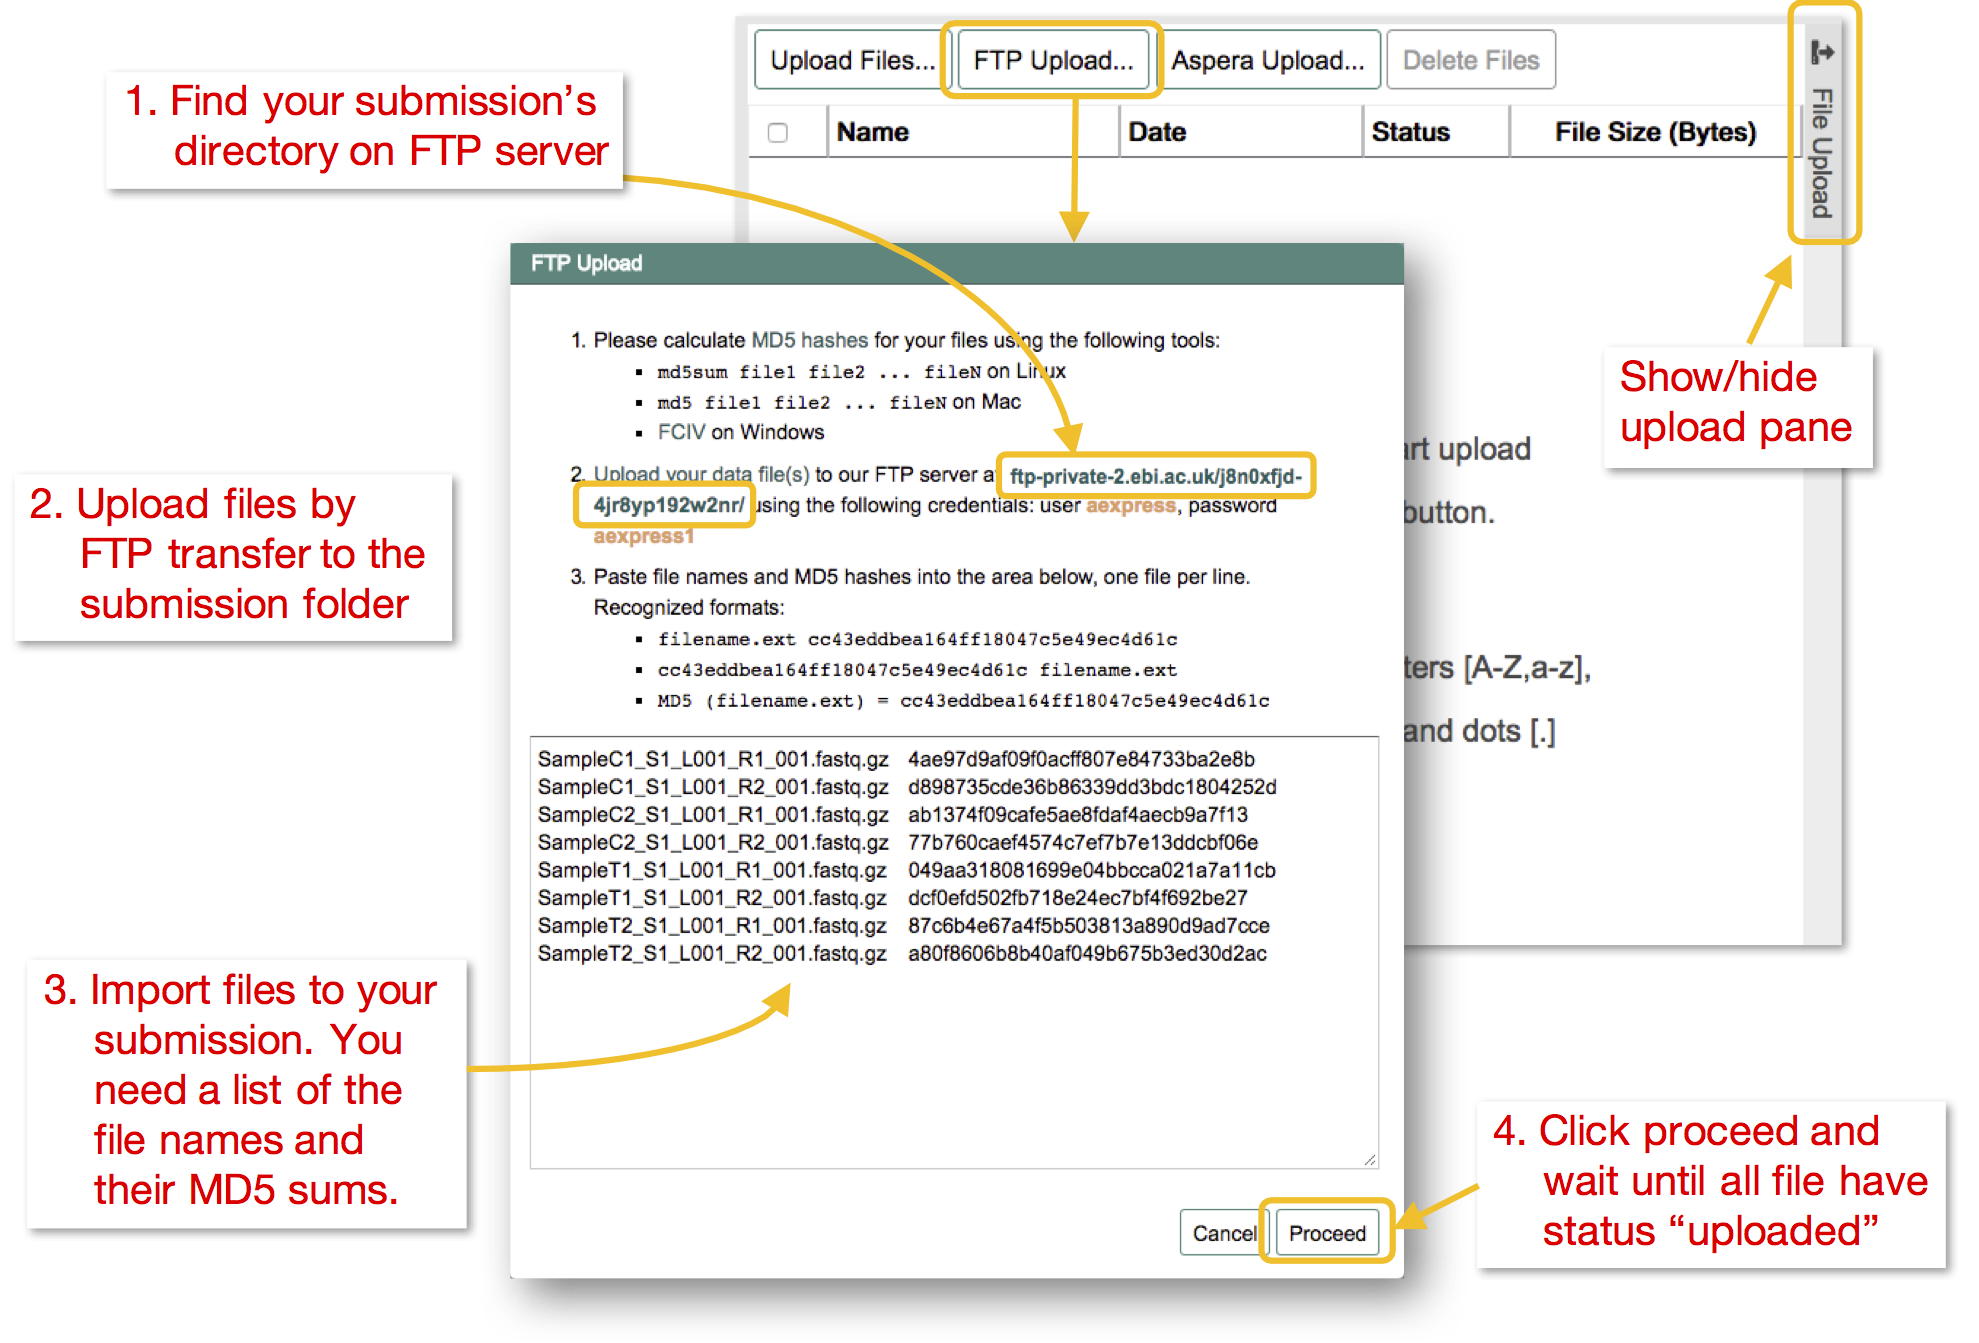 Upload Files...
FTP Upload...
Aspera Upload...
Delete Files
File Upload
Name
Date
Status
File Size (Bytes)
1. Find your submission’s
directory on FTP server
Show/hide
upload pane
FTP Upload
1. Please calculate MD5 hashes for your files using the following tools:
▪ md5sum file1 file2 ... fileN on Linux
▪ md5 file1 file2 ... fileN on Mac
▪ FCIV on Windows
2. Upload your data file(s) to our FTP server at ftp-private-2.ebi.ac.uk/j8n0xfjd-
4jr8yp192w2nr/ using the following credentials: user aexpress, password
aexpress1
3. Paste file names and MD5 hashes into the area below, one file per line.
Recognized formats:
▪ filename.ext cc43eddbea164ff18047c5e49ec4d61c
▪ cc43eddbea164ff18047c5e49ec4d61c filename.ext
▪ MD5 (filename.ext) = cc43eddbea164ff18047c5e49ec4d61c
SampleC1_S1_L001_R1_001.fastq.gz 4ae97d9af09f0acff807e84733ba2e8b
SampleC1_S1_L001_R2_001.fastq.gz d898735cde36b86339dd3bdc1804252d
SampleC2_S1_L001_R1_001.fastq.gz ab1374f09cafe5ae8fdaf4aecb9a7f13
SampleC2_S1_L001_R2_001.fastq.gz 77b760caef4574c7ef7b7e13ddcbf06e
SampleT1_S1_L001_R1_001.fastq.gz 049aa318081699e04bbcca021a7a11cb
SampleT1_S1_L001_R2_001.fastq.gz dcf0efd502fb718e24ec7bf4f692be27
SampleT2_S1_L001_R1_001.fastq.gz 87c6b4e67a4f5b503813a890d9ad7cce
SampleT2_S1_L001_R2_001.fastq.gz a80f8606b8b40af049b675b3ed30d2ac
Cancel
Proceed
upload
button.
[A-Z,a-z],
and dots [.]
2. Upload files by
FTP transfer to the
submission folder
3. Import files to your
submission. You
need a list of the
file names and
their MD5 sums.
4. Click proceed and
wait until all file have
status “uploaded”